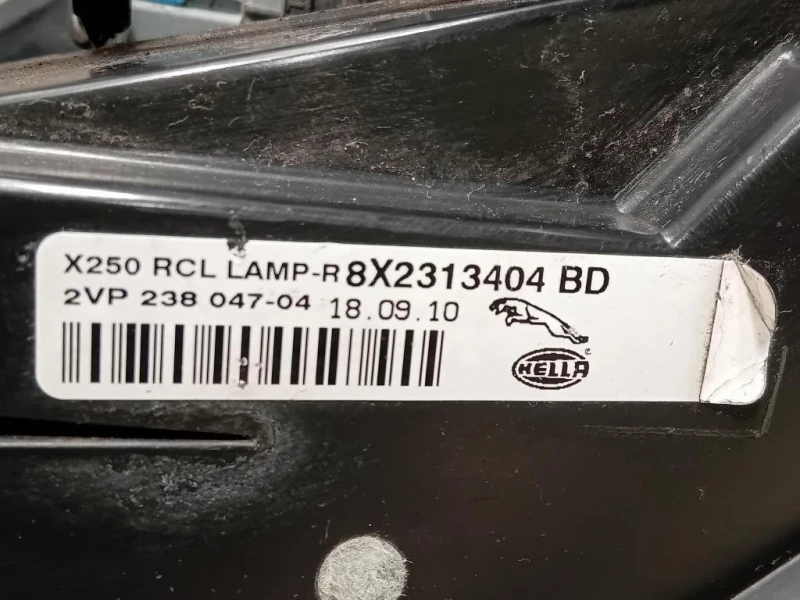 X250 RCL LAMP-R 8X2313404 BD
2VP 238 047-04 18.09.10
HELLA
®